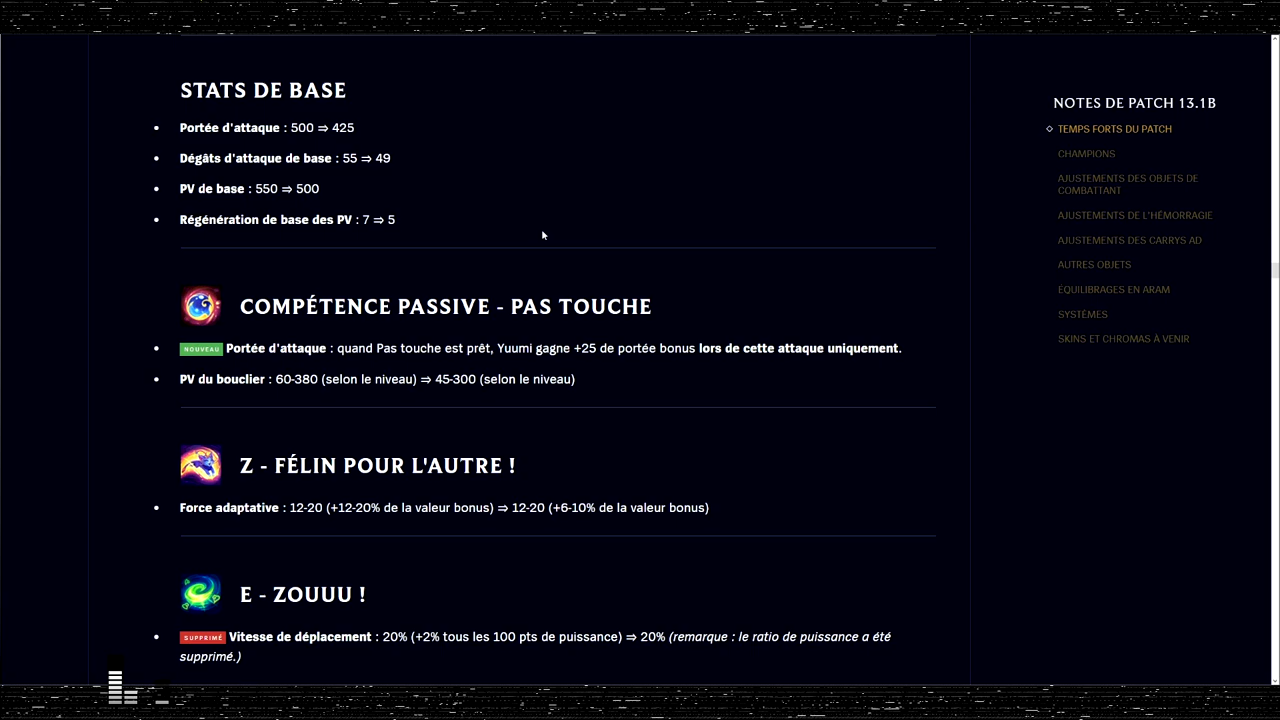 STATS DE BASE
Portée d'attaque : 500 ⇒ 425
Dégâts d'attaque de base : 55 ⇒ 49
PV de base : 550 ⇒ 500
Régénération de base des PV : 7 ⇒ 5
COMPÉTENCE PASSIVE - PAS TOUCHE
NOUVEAU Portée d'attaque : quand Pas touche est prêt, Yuumi gagne +25 de portée bonus lors de cette attaque uniquement.
PV du bouclier : 60-380 (selon le niveau) ⇒ 45-300 (selon le niveau)
Z - FÉLIN POUR L'AUTRE !
Force adaptative : 12-20 (+12-20% de la valeur bonus) ⇒ 12-20 (+6-10% de la valeur bonus)
E - ZOUUU !
SUPPRIMÉ Vitesse de déplacement : 20% (+2% tous les 100 pts de puissance) ⇒ 20% (remarque : le ratio de puissance a été
supprimé.)
NOTES DE PATCH 13.1B
TEMPS FORTS DU PATCH
CHAMPIONS
AJUSTEMENTS DES OBJETS DE
COMBATTANT
AJUSTEMENTS DE L'HÉMORRAGIE
AJUSTEMENTS DES CARRYS AD
AUTRES OBJETS
ÉQUILIBRAGES EN ARAM
SYSTÈMES
SKINS ET CHROMAS À VENIR